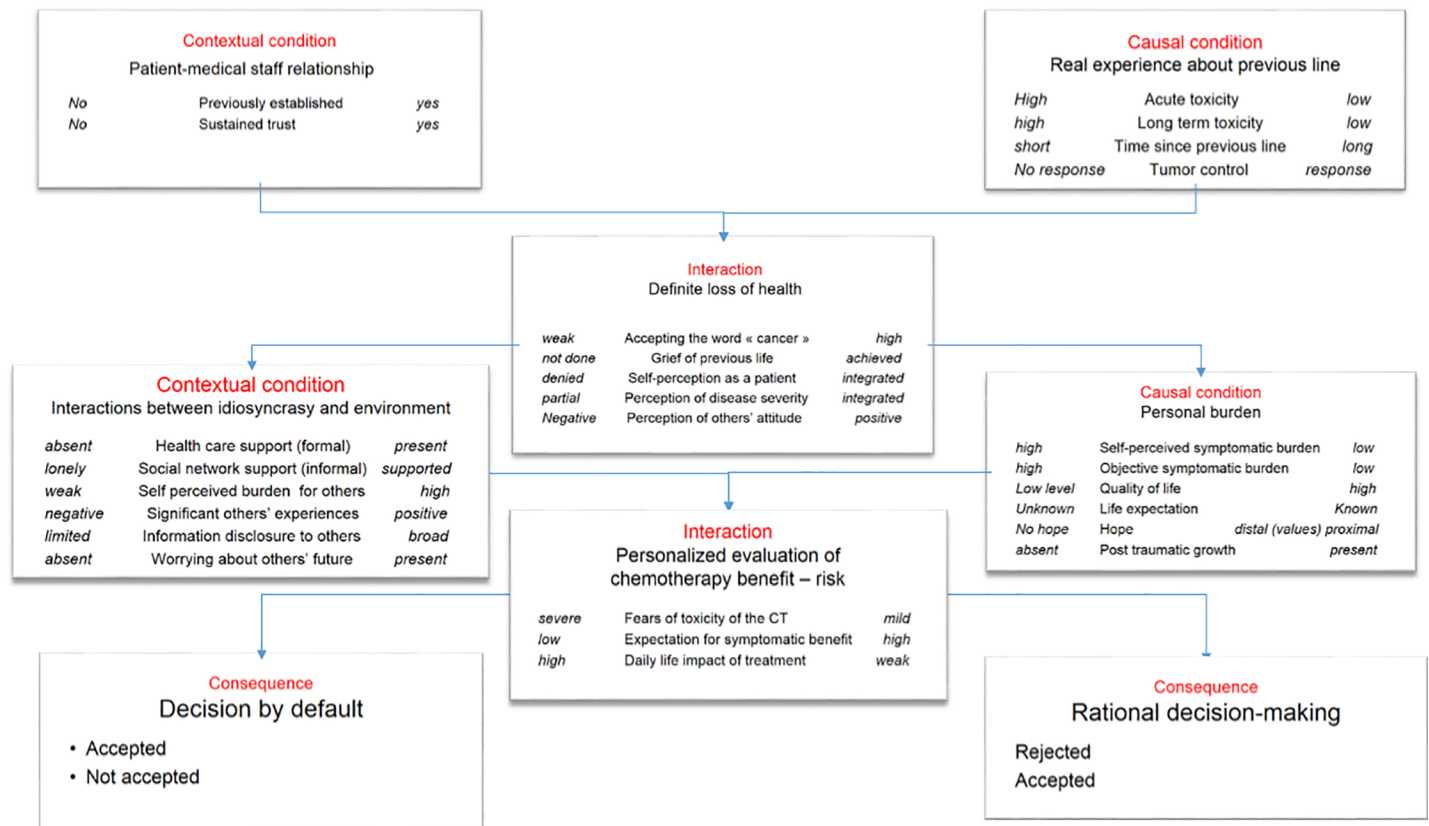 Contextual condition
Patient-medical staff relationship
No Previously established yes
No Sustained trust yes
Causal condition
Real experience about previous line
High Acute toxicity low
high Long term toxicity low
short Time since previous line long
No response Tumor control response
Interaction
Definite loss of health
weak Accepting the word « cancer » high
not done Grief of previous life achieved
denied Self-perception as a patient integrated
partial Perception of disease severity integrated
Negative Perception of others' attitude positive
Contextual condition
Interactions between idiosyncrasy and environment
absent Health care support (formal) present
lonely Social network support (informal) supported
weak Self perceived burden for others high
negative Significant others' experiences positive
limited Information disclosure to others broad
absent Worrying about others' future present
Causal condition
Personal burden
high Self-perceived symptomatic burden low
high Objective symptomatic burden low
Low level Quality of life high
Unknown Life expectation Known
No hope Hope distal (values) proximal
absent Post traumatic growth present
Interaction
Personalized evaluation of
chemotherapy benefit – risk
severe Fears of toxicity of the CT mild
low Expectation for symptomatic benefit high
high Daily life impact of treatment weak
Consequence
Decision by default
• Accepted
• Not accepted
Consequence
Rational decision-making
Rejected
Accepted